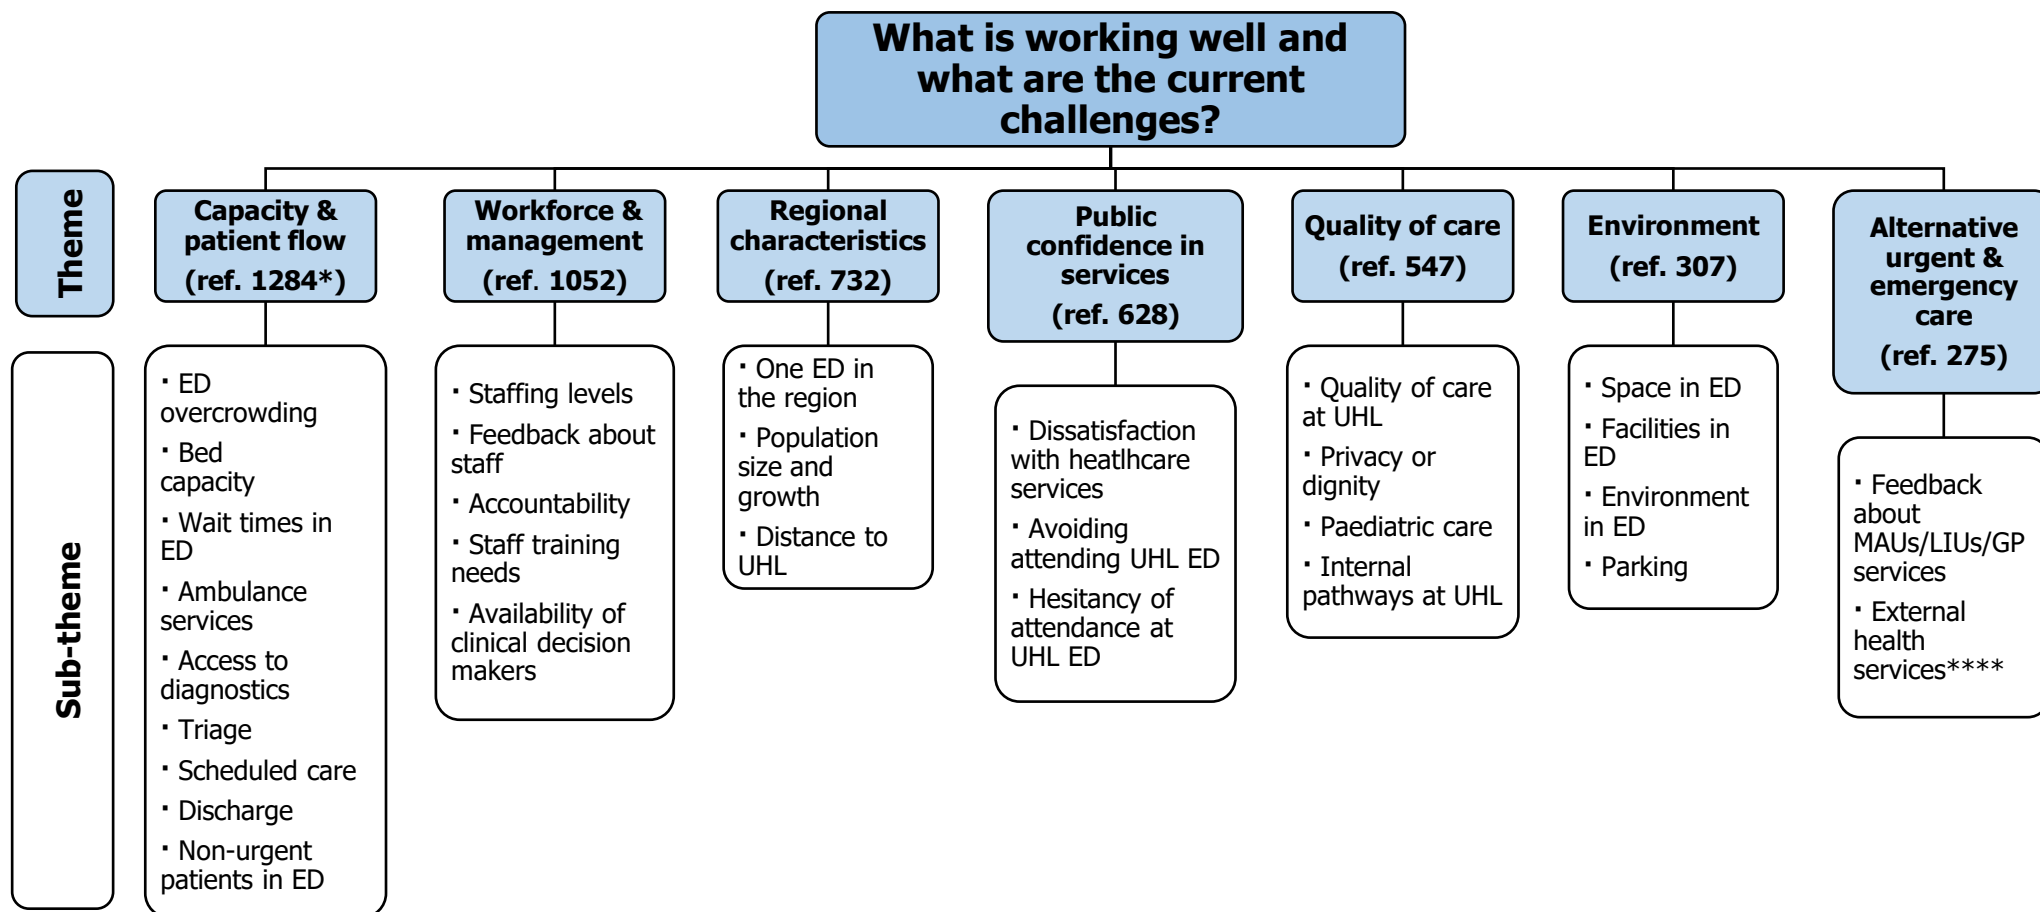 What is working well and
what are the current
challenges?
Theme
Capacity &
patient flow
(ref. 1284*)
Workforce &
management
(ref. 1052)
Regional
characteristics
(ref. 732)
Public
confidence in
services
(ref. 628)
Quality of care
(ref. 547)
Environment
(ref. 307)
Alternative
urgent &
emergency
care
(ref. 275)
Sub-theme
· ED
overcrowding
· Bed
capacity
· Wait times in
ED
· Ambulance
services
· Access to
diagnostics
· Triage
· Scheduled care
· Discharge
· Non-urgent
patients in ED
· Staffing levels
· Feedback about
staff
· Accountability
· Staff training
needs
· Availability of
clinical decision
makers
· One ED in
the region
· Population
size and
growth
· Distance to
UHL
· Dissatisfaction
with heatlhcare
services
· Avoiding
attending UHL ED
· Hesitancy of
attendance at
UHL ED
· Quality of care
at UHL
· Privacy or
dignity
· Paediatric care
· Internal
pathways at UHL
· Space in ED
· Facilities in
ED
· Environment
in ED
· Parking
· Feedback
about
MAUs/LIUs/GP
services
· External
health
services****